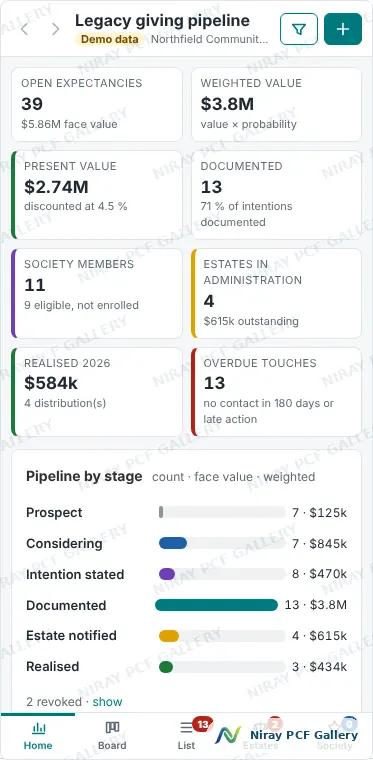 Legacy giving pipeline
Demo data Northfield Communit...
OPEN EXPECTANCIES
39
$5.86M face value
WEIGHTED VALUE
$3.8M
value × probability
PRESENT VALUE
$2.74M
discounted at 4.5 %
DOCUMENTED
13
71 % of intentions
documented
SOCIETY MEMBERS
11
9 eligible, not enrolled
ESTATES IN
ADMINISTRATION
4
$615k outstanding
REALISED 2026
$584k
4 distribution(s)
OVERDUE TOUCHES
13
no contact in 180 days or
late action
Pipeline by stage count · face value · weighted
Prospect 7 · $125k
Considering 7 · $845k
Intention stated 8 · $470k
Documented 13 · $3.8M
Estate notified 4 · $615k
Realised 3 · $434k
2 revoked · show
Home
Board
List 13
Estates 2
Society
Niray PCF Gallery
NIRAY PCF GALLERY